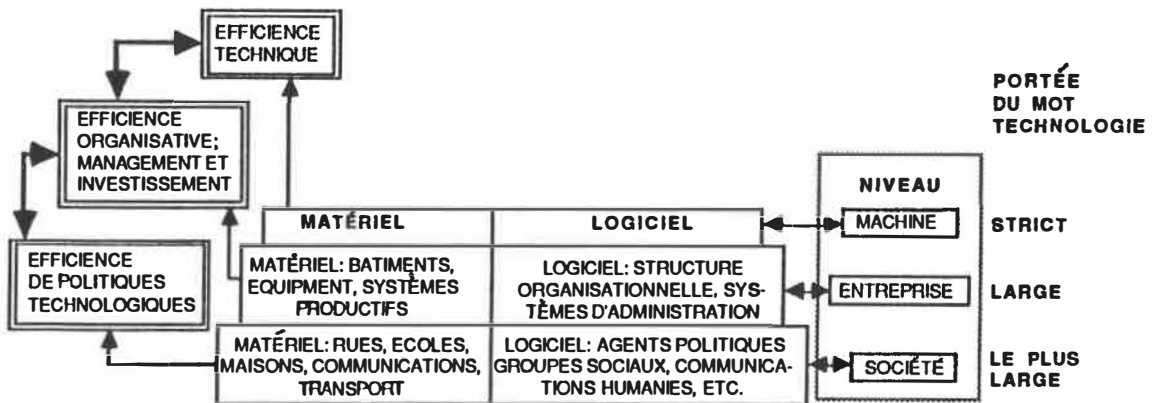 EFFICIENCE
TECHNIQUE
PORTÉE
DU MOT
TECHNOLOGIE
EFFICIENCE
ORGANISATIVE;
MANAGEMENT ET
INVESTISSEMENT
NIVEAU
MATÉRIEL
LOGICIEL
MACHINE
STRICT
EFFICIENCE
DE POLITIQUES
TECHNOLOGIQUES
MATÉRIEL: BATIMENTS,
EQUIPMENT, SYSTÈMES
PRODUCTIFS
LOGICIEL: STRUCTURE
ORGANISATIONNELLE, SYS-
TÈMES D'ADMINISTRATION
ENTREPRISE
LARGE
MATÉRIEL: RUES, ECOLES,
MAISONS, COMMUNICATIONS,
TRANSPORT
LOGICIEL: AGENTS POLITIQUES
GROUPES SOCIAUX, COMMUNICA-
TIONS HUMANIES, ETC.
SOCIÉTÉ
LE PLUS
LARGE